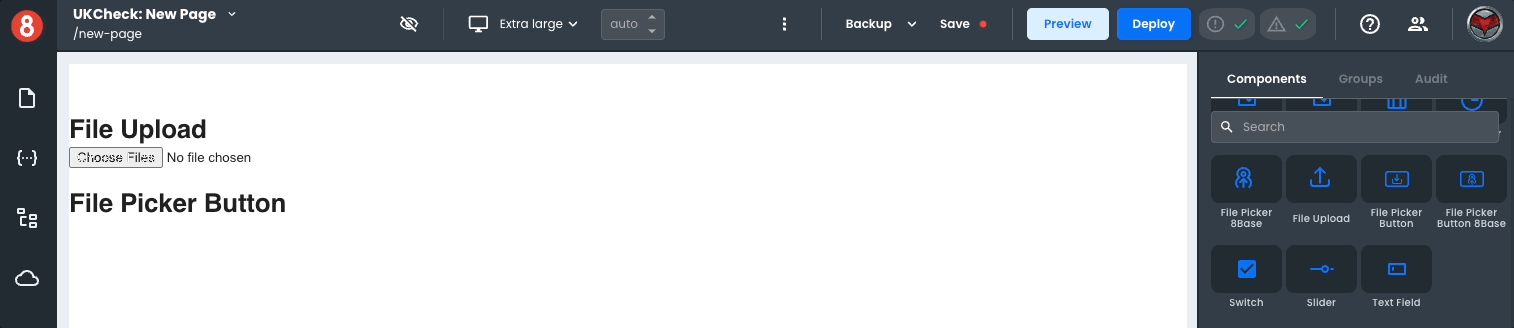 8
UKCheck: New Page
/new-page
Extra large
auto
Backup
Save
Preview
Deploy
Components
Groups
Audit
Search
File Upload
Choose Files No file chosen
File Picker Button
File Picker
8Base
File Upload
File Picker
Button
File Picker
Button 8Base
Switch
Slider
Text Field